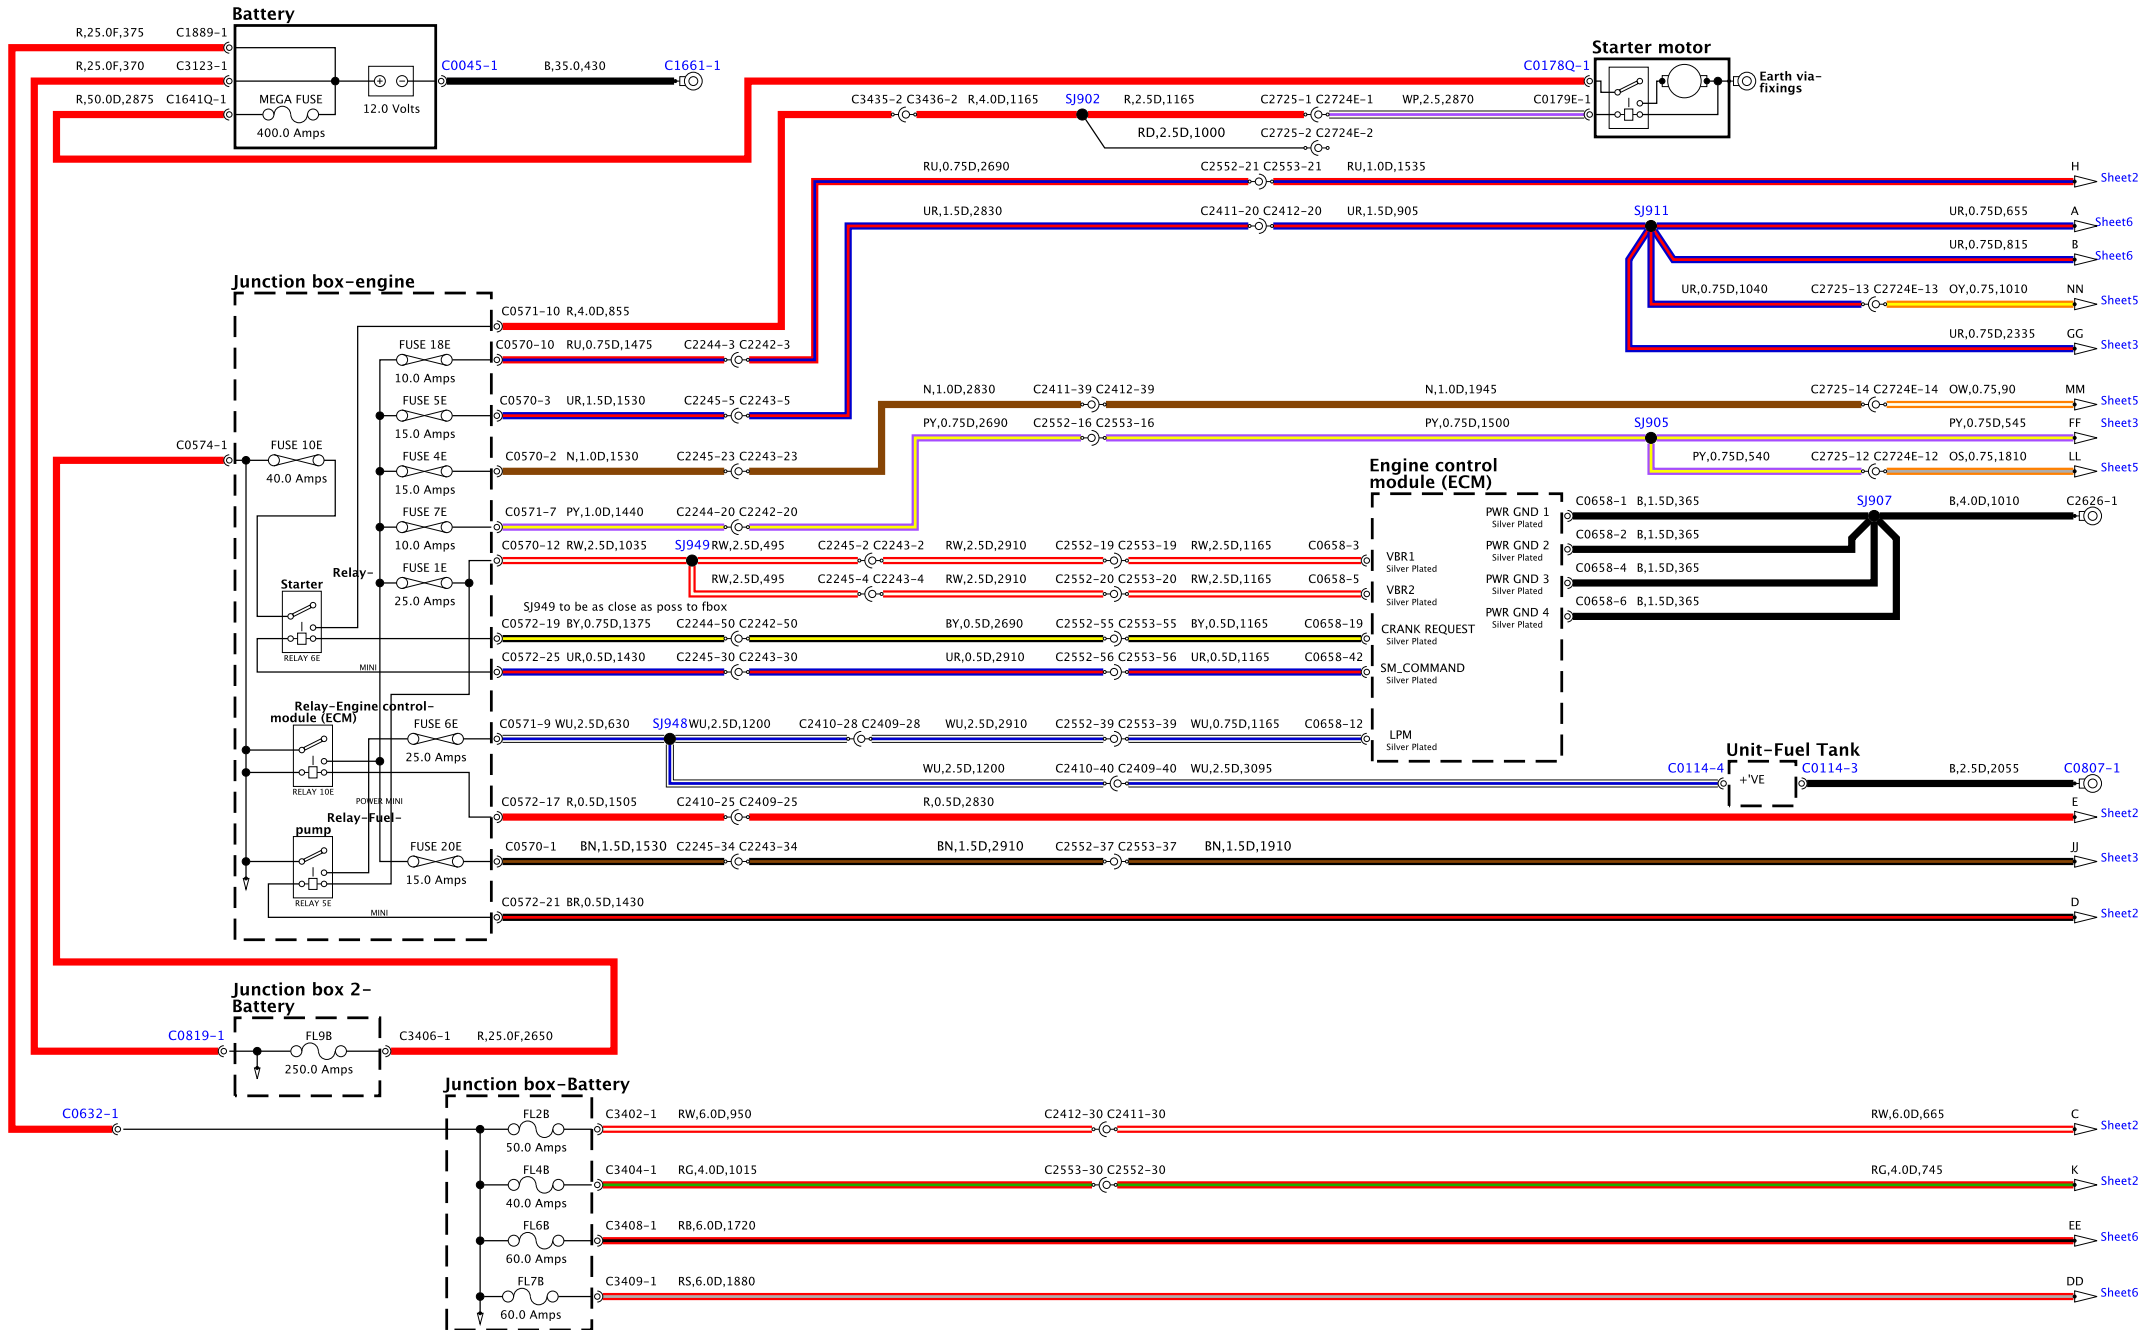 Battery
R,25.0F,375 C1889-1
R,25.0F,370 C3123-1
R,50.0D,2875 C1641Q-1
MEGA FUSE
400.0 Amps
12.0 Volts
C0045-1 B,35.0,430 C1661-1
Starter motor
C0178Q-1
C0179E-1
Earth via-
fixings
C3435-2 C3436-2 R,4.0D,1165 SJ902 R,2.5D,1165 C2725-1 C2724E-1 WP,2.5,2870
RD,2.5D,1000 C2725-2 C2724E-2
RU,0.75D,2690 C2552-21 C2553-21 RU,1.0D,1535 H Sheet2
UR,1.5D,2830 C2411-20 C2412-20 UR,1.5D,905 SJ911 UR,0.75D,655 A Sheet6
UR,0.75D,815 B Sheet6
UR,0.75D,1040 C2725-13 C2724E-13 OY,0.75,1010 NN Sheet5
UR,0.75D,2335 GG Sheet3
Junction box-engine
C0571-10 R,4.0D,855
FUSE 18E
10.0 Amps
C0570-10 RU,0.75D,1475 C2244-3 C2242-3
FUSE 5E
15.0 Amps
C0570-3 UR,1.5D,1530 C2245-5 C2243-5
N,1.0D,2830 C2411-39 C2412-39 N,1.0D,1945 C2725-14 C2724E-14 OW,0.75,90 MM Sheet5
PY,0.75D,2690 C2552-16 C2553-16 PY,0.75D,1500 SJ905 PY,0.75D,545 FF Sheet3
PY,0.75D,540 C2725-12 C2724E-12 OS,0.75,1810 LL Sheet5
C0574-1
FUSE 10E
40.0 Amps
FUSE 4E
15.0 Amps
C0570-2 N,1.0D,1530 C2245-23 C2243-23
FUSE 7E
10.0 Amps
C0571-7 PY,1.0D,1440 C2244-20 C2242-20
Engine control
module (ECM)
PWR GND 1
Silver Plated
C0658-1 B,1.5D,365 SJ907 B,4.0D,1010 C2626-1
PWR GND 2
Silver Plated
C0658-2 B,1.5D,365
PWR GND 3
Silver Plated
C0658-4 B,1.5D,365
PWR GND 4
Silver Plated
C0658-6 B,1.5D,365
FUSE 1E
25.0 Amps
C0570-12 RW,2.5D,1035 SJ949 RW,2.5D,495 C2245-2 C2243-2 RW,2.5D,2910 C2552-19 C2553-19 RW,2.5D,1165 C0658-3
VBR1
Silver Plated
RW,2.5D,495 C2245-4 C2243-4 RW,2.5D,2910 C2552-20 C2553-20 RW,2.5D,1165 C0658-5
VBR2
Silver Plated
SJ949 to be as close as poss to fbox
Relay-
Starter
RELAY 6E
MINI
C0572-19 BY,0.75D,1375 C2244-50 C2242-50 BY,0.5D,2690 C2552-55 C2553-55 BY,0.5D,1165 C0658-19
CRANK REQUEST
Silver Plated
C0572-25 UR,0.5D,1430 C2245-30 C2243-30 UR,0.5D,2910 C2552-56 C2553-56 UR,0.5D,1165 C0658-42
SM_COMMAND
Silver Plated
Relay-Engine control-
module (ECM)
RELAY 10E
POWER MINI
FUSE 6E
25.0 Amps
C0571-9 WU,2.5D,630 SJ948 WU,2.5D,1200 C2410-28 C2409-28 WU,2.5D,2910 C2552-39 C2553-39 WU,0.75D,1165 C0658-12
LPM
Silver Plated
WU,2.5D,1200 C2410-40 C2409-40 WU,2.5D,3095 C0114-4
Unit-Fuel Tank
+'VE
C0114-3 B,2.5D,2055 C0807-1
C0572-17 R,0.5D,1505 C2410-25 C2409-25 R,0.5D,2830 E Sheet2
Relay-Fuel-
pump
RELAY 5E
MINI
FUSE 20E
15.0 Amps
C0570-1 BN,1.5D,1530 C2245-34 C2243-34 BN,1.5D,2910 C2552-37 C2553-37 BN,1.5D,1910 JJ Sheet3
C0572-21 BR,0.5D,1430 D Sheet2
Junction box 2-
Battery
C0819-1
FL9B
250.0 Amps
C3406-1 R,25.0F,2650
Junction box-Battery
C0632-1
FL2B
50.0 Amps
C3402-1 RW,6.0D,950 C2412-30 C2411-30 RW,6.0D,665 C Sheet2
FL4B
40.0 Amps
C3404-1 RG,4.0D,1015 C2553-30 C2552-30 RG,4.0D,745 K Sheet2
FL6B
60.0 Amps
C3408-1 RB,6.0D,1720 EE Sheet6
FL7B
60.0 Amps
C3409-1 RS,6.0D,1880 DD Sheet6